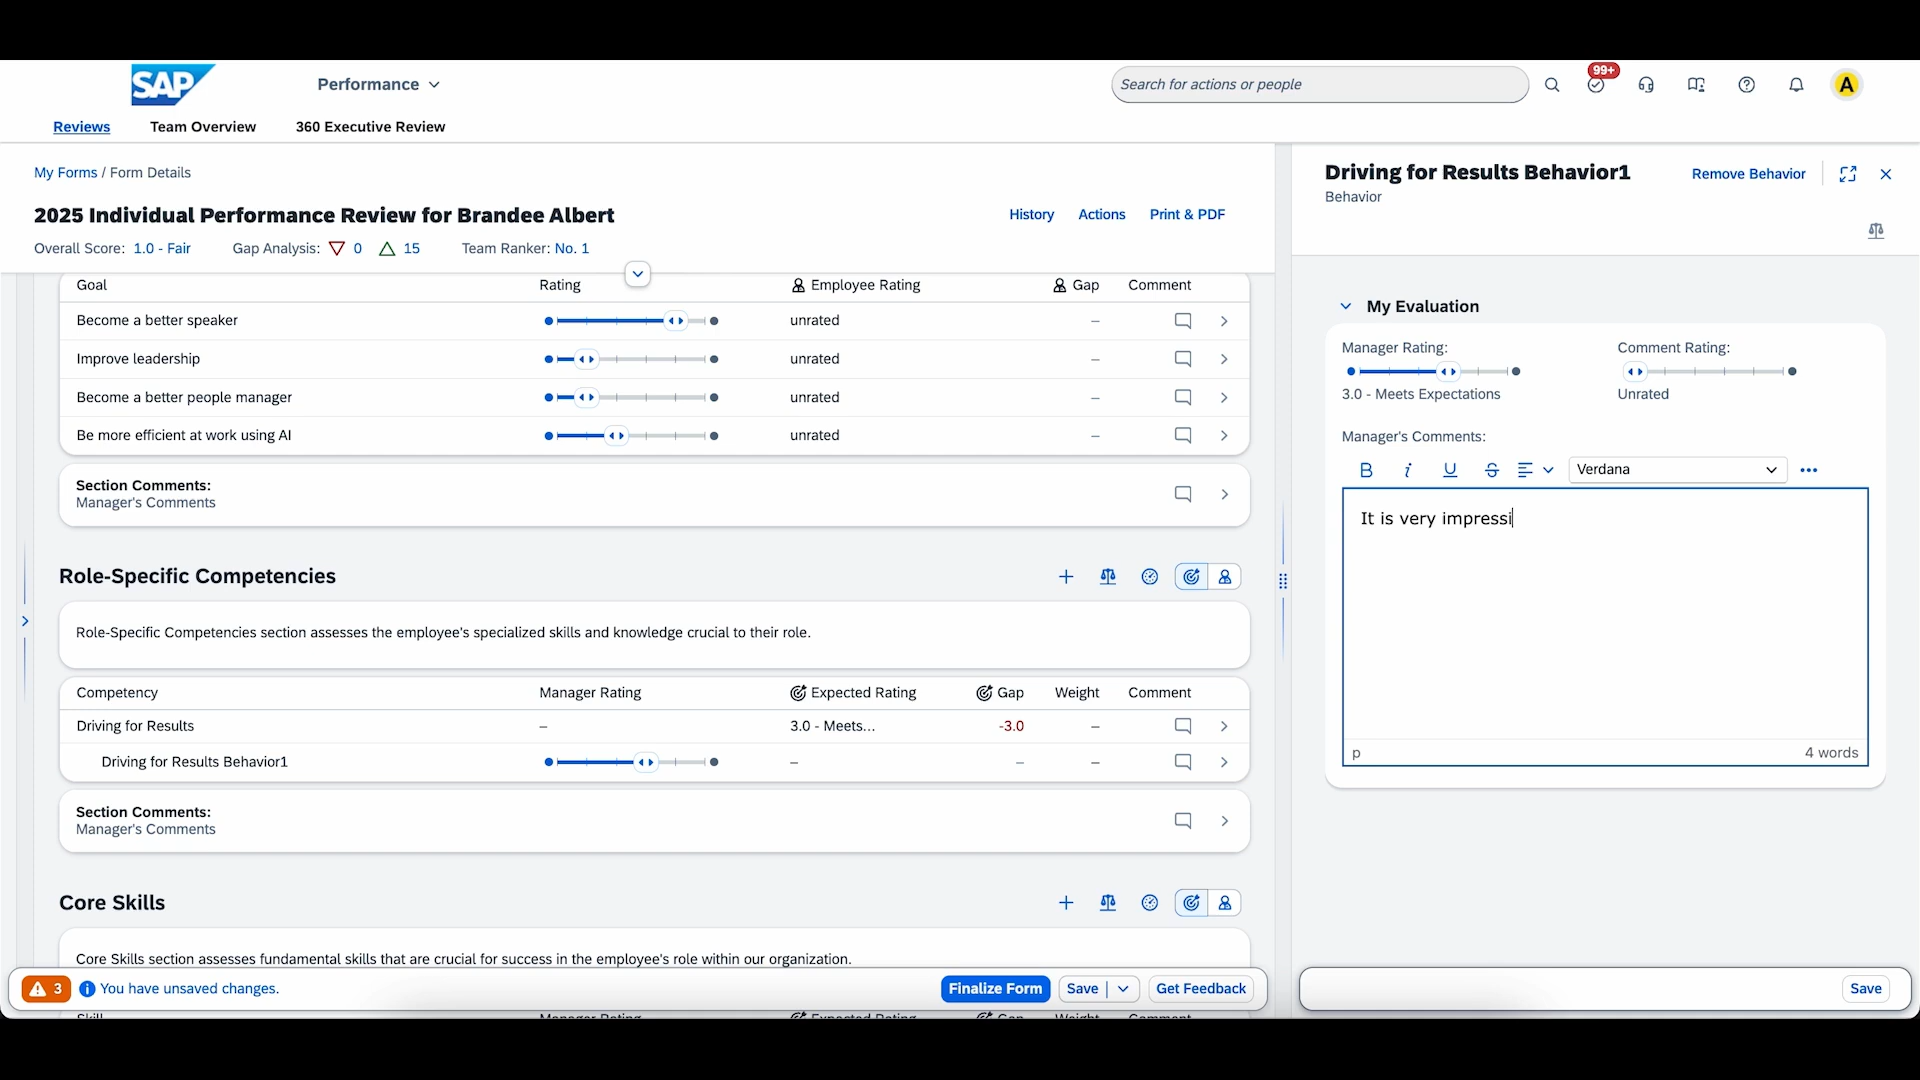 SAP
Performance
Search for actions or people
99+
A
Reviews
Team Overview
360 Executive Review
My Forms / Form Details
2025 Individual Performance Review for Brandee Albert
History
Actions
Print & PDF
Overall Score: 1.0 - Fair
Gap Analysis: 0 15
Team Ranker: No. 1
Goal Rating Employee Rating Gap Comment
Become a better speaker unrated –
Improve leadership unrated –
Become a better people manager unrated –
Be more efficient at work using AI unrated –
Section Comments:
Manager's Comments
Role-Specific Competencies
Role-Specific Competencies section assesses the employee's specialized skills and knowledge crucial to their role.
Competency Manager Rating Expected Rating Gap Weight Comment
Driving for Results – 3.0 - Meets... -3.0 –
Driving for Results Behavior1 – – –
Section Comments:
Manager's Comments
Core Skills
Core Skills section assesses fundamental skills that are crucial for success in the employee's role within our organization.
3 You have unsaved changes.
Finalize Form
Save
Get Feedback
Skill Manager Rating Expected Rating Gap Weight Comment
Driving for Results Behavior1
Behavior
Remove Behavior
My Evaluation
Manager Rating: Comment Rating:
3.0 - Meets Expectations Unrated
Manager's Comments:
B i U S Verdana
It is very impressi
p 4 words
Save